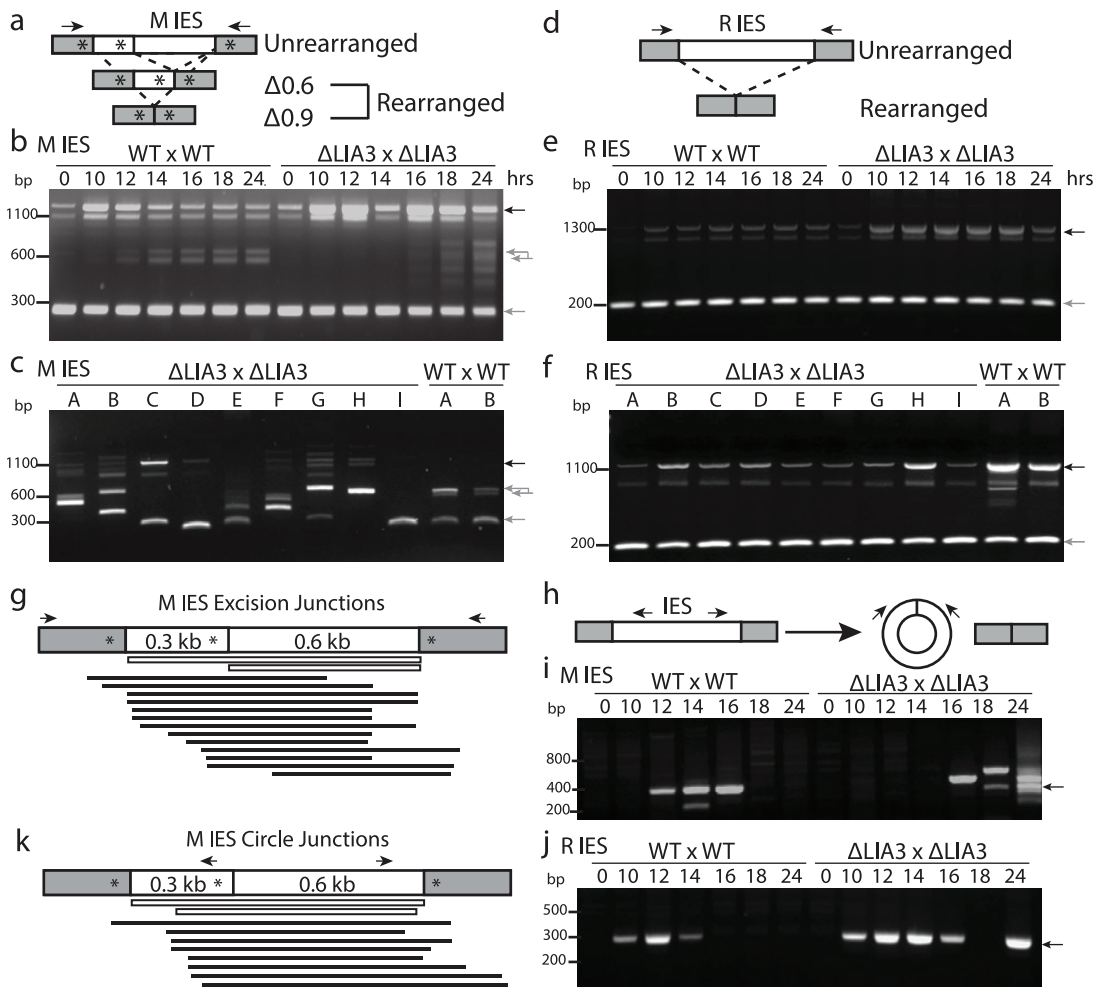 a
M IES
* * *
Unrearranged
* * *
Δ0.6
* *
Δ0.9
Rearranged
b M IES
WT x WT ΔLIA3 x ΔLIA3
bp 0 10 12 14 16 18 24 0 10 12 14 16 18 24 hrs
1100
600
300
c M IES
ΔLIA3 x ΔLIA3 WT x WT
bp A B C D E F G H I A B
1100
600
300
d
R IES
Unrearranged
Rearranged
e R IES
WT x WT ΔLIA3 x ΔLIA3
bp 0 10 12 14 16 18 24 0 10 12 14 16 18 24 hrs
1300
200
f R IES
ΔLIA3 x ΔLIA3 WT x WT
bp A B C D E F G H I A B
1100
200
g
M IES Excision Junctions
* 0.3 kb * 0.6 kb *
h
IES
i M IES
WT x WT ΔLIA3 x ΔLIA3
bp 0 10 12 14 16 18 24 0 10 12 14 16 18 24
800
400
200
j R IES
WT x WT ΔLIA3 x ΔLIA3
bp 0 10 12 14 16 18 24 0 10 12 14 16 18 24
500
300
200
k
M IES Circle Junctions
* 0.3 kb * 0.6 kb *